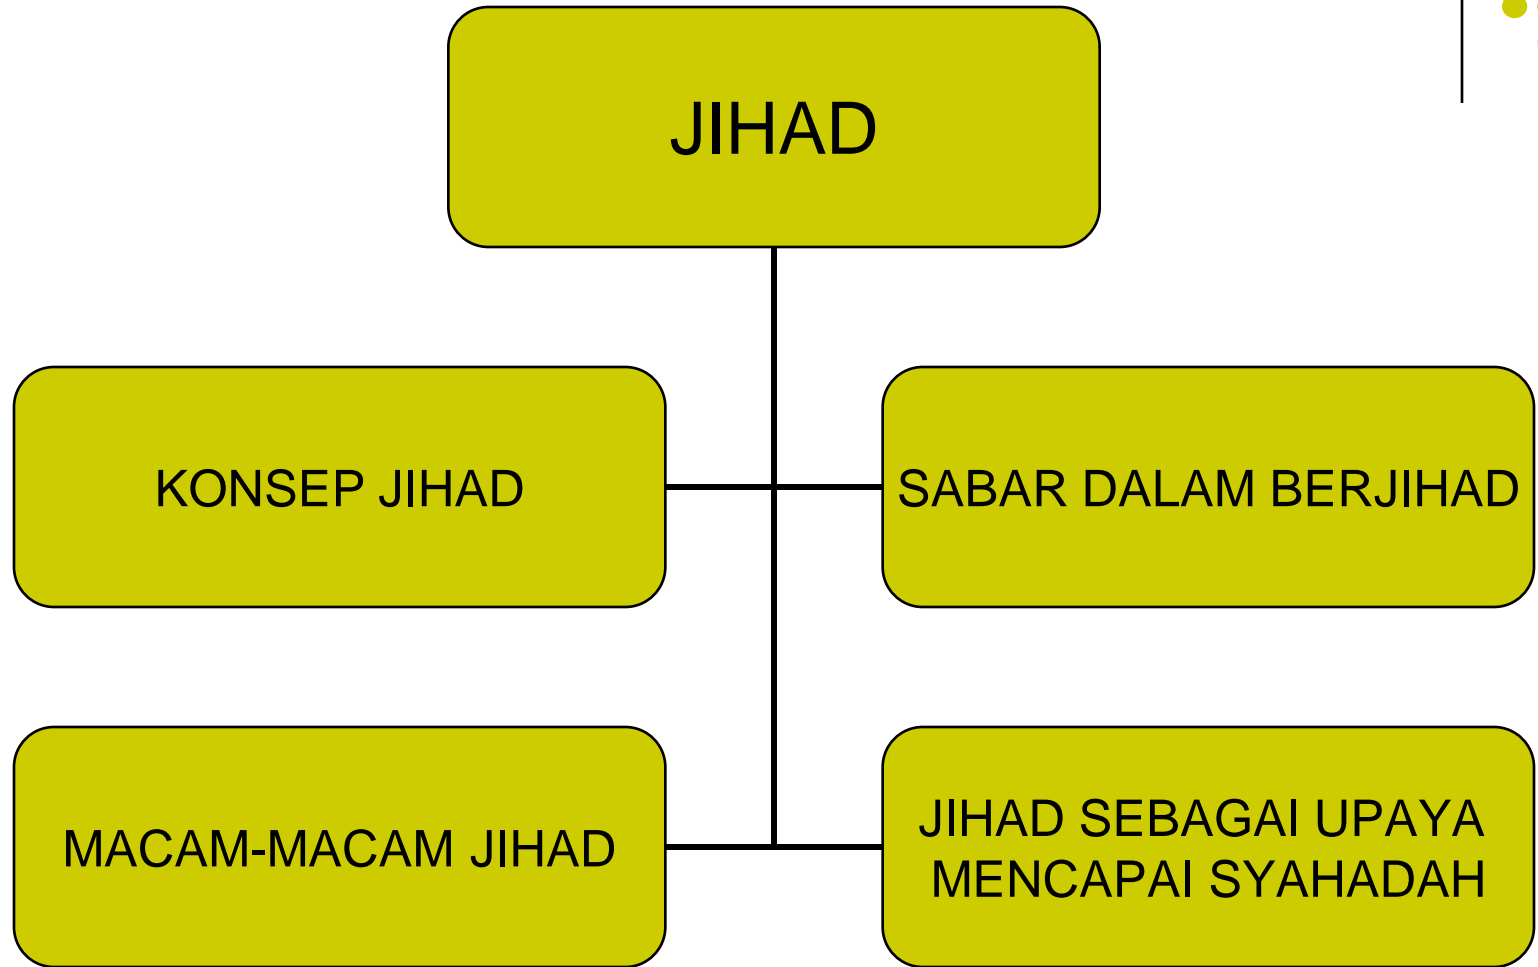 JIHAD
KONSEP JIHAD
SABAR DALAM BERJIHAD
MACAM-MACAM JIHAD
JIHAD SEBAGAI UPAYA
MENCAPAI SYAHADAH